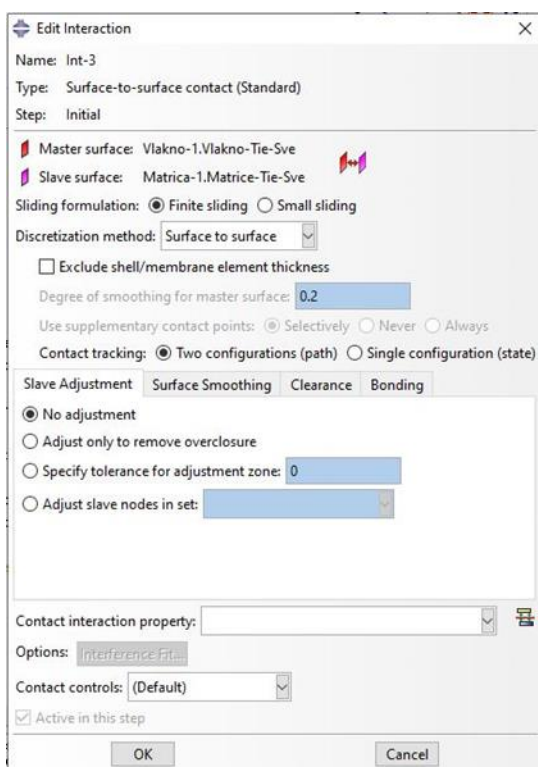 Edit Interaction
Name: Int-3
Type: Surface-to-surface contact (Standard)
Step: Initial
Master surface: Vlakno-1.Vlakno-Tie-Sve
Slave surface: Matrica-1.Matrice-Tie-Sve
Sliding formulation: Finite sliding Small sliding
Discretization method: Surface to surface
Exclude shell/membrane element thickness
Degree of smoothing for master surface: 0.2
Use supplementary contact points: Selectively Never Always
Contact tracking: Two configurations (path) Single configuration (state)
Slave Adjustment Surface Smoothing Clearance Bonding
No adjustment
Adjust only to remove overclosure
Specify tolerance for adjustment zone: 0
Adjust slave nodes in set:
Contact interaction property:
Options: Interference Fit...
Contact controls: (Default)
Active in this step
OK Cancel